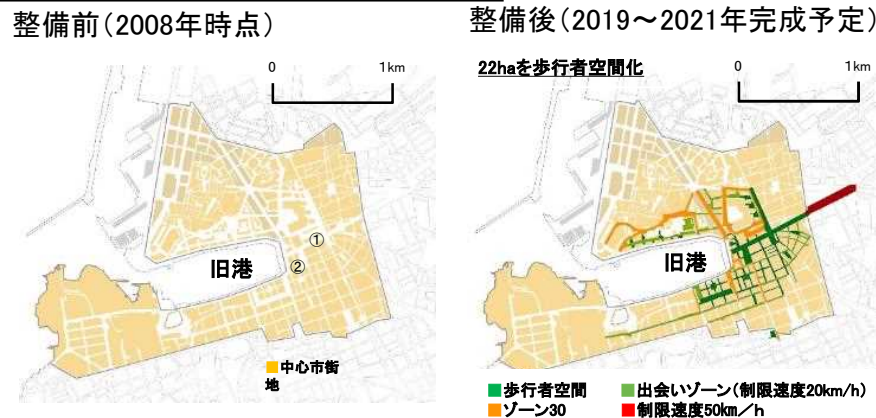 整備前(2008年時点)
0 1km
旧港
①
②
■中心市街
地
整備後(2019～2021年完成予定)
22haを歩行者空間化
0 1km
旧港
■歩行者空間 ■出会いゾーン(制限速度20km/h)
■ゾーン30 ■制限速度50km／h